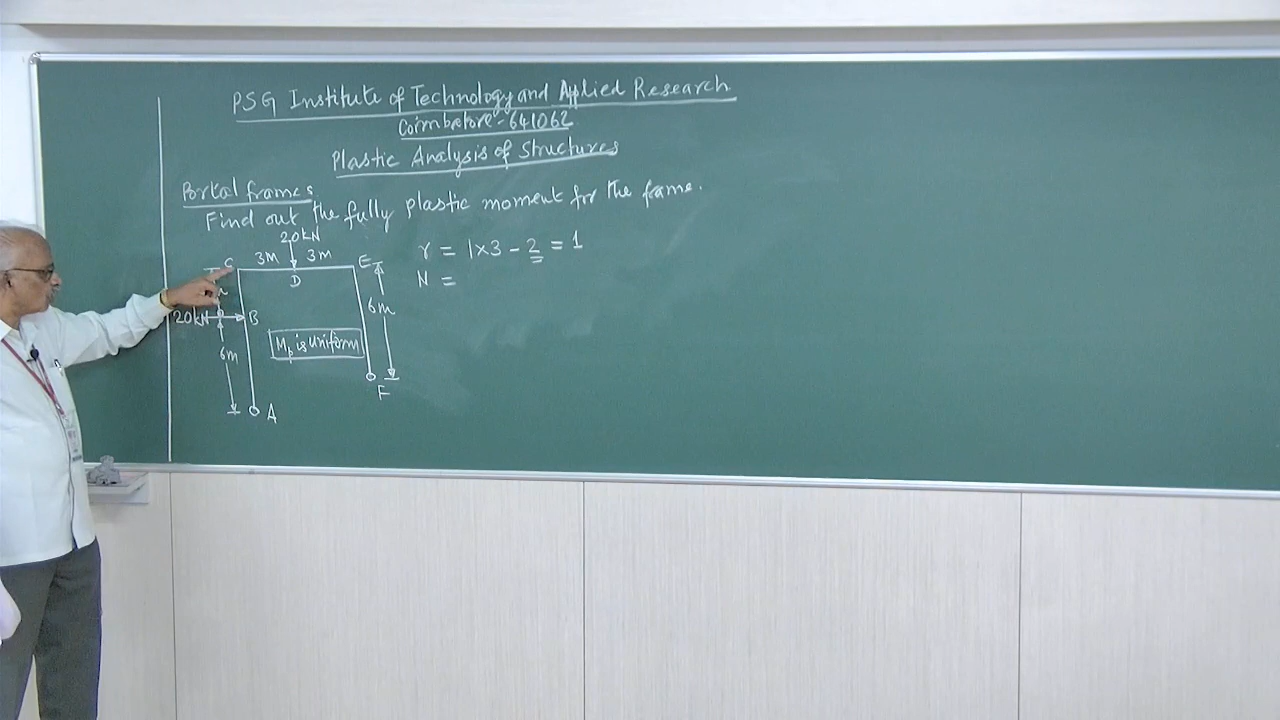 PSG Institute of Technology and Applied Research
Coimbatore-641062
Plastic Analysis of Structures
Portal frames
Find out the fully plastic moment for the frame.
20kN
C 3M 3M E
D
20kN B
6m
6m
Mp is uniform
A
F
r = 1×3 - 2 = 1
N =